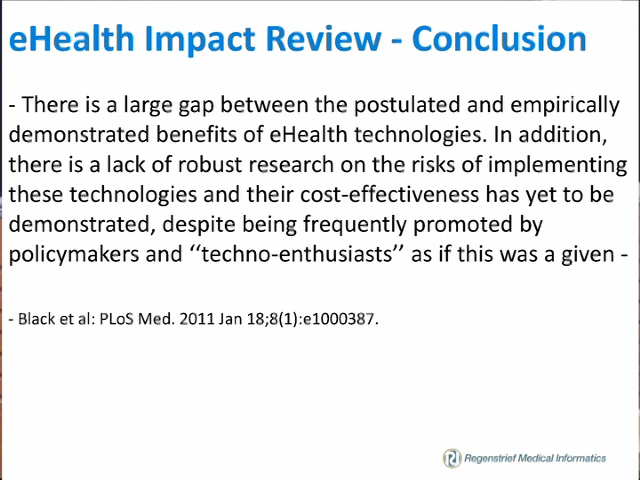 eHealth Impact Review - Conclusion
- There is a large gap between the postulated and empirically
demonstrated benefits of eHealth technologies. In addition,
there is a lack of robust research on the risks of implementing
these technologies and their cost-effectiveness has yet to be
demonstrated, despite being frequently promoted by
policymakers and ‘‘techno-enthusiasts’’ as if this was a given -
- Black et al: PLoS Med. 2011 Jan 18;8(1):e1000387.
Regenstrief Medical Informatics